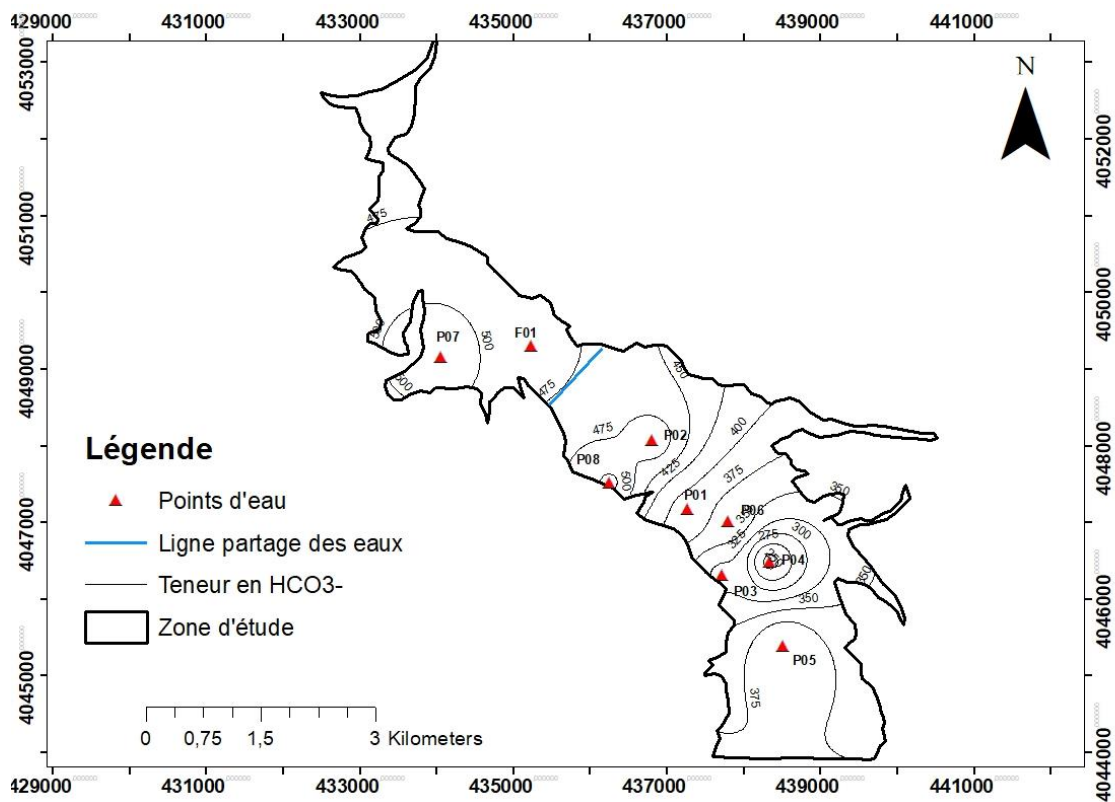 429000 431000 433000 435000 437000 439000 441000
4053000
4052000
4051000
4050000
4049000
4048000
4047000
4046000
4045000
4044000
N
475
500
P07
F01
500
500
475
450
475
P02
400
P08
500
425
375
P01
350
P06
325
275
300
P04
P03
350
350
P05
375
Légende
Points d'eau
Ligne partage des eaux
Teneur en HCO3-
Zone d'étude
0 0,75 1,5 3 Kilometers
429000 431000 433000 435000 437000 439000 441000